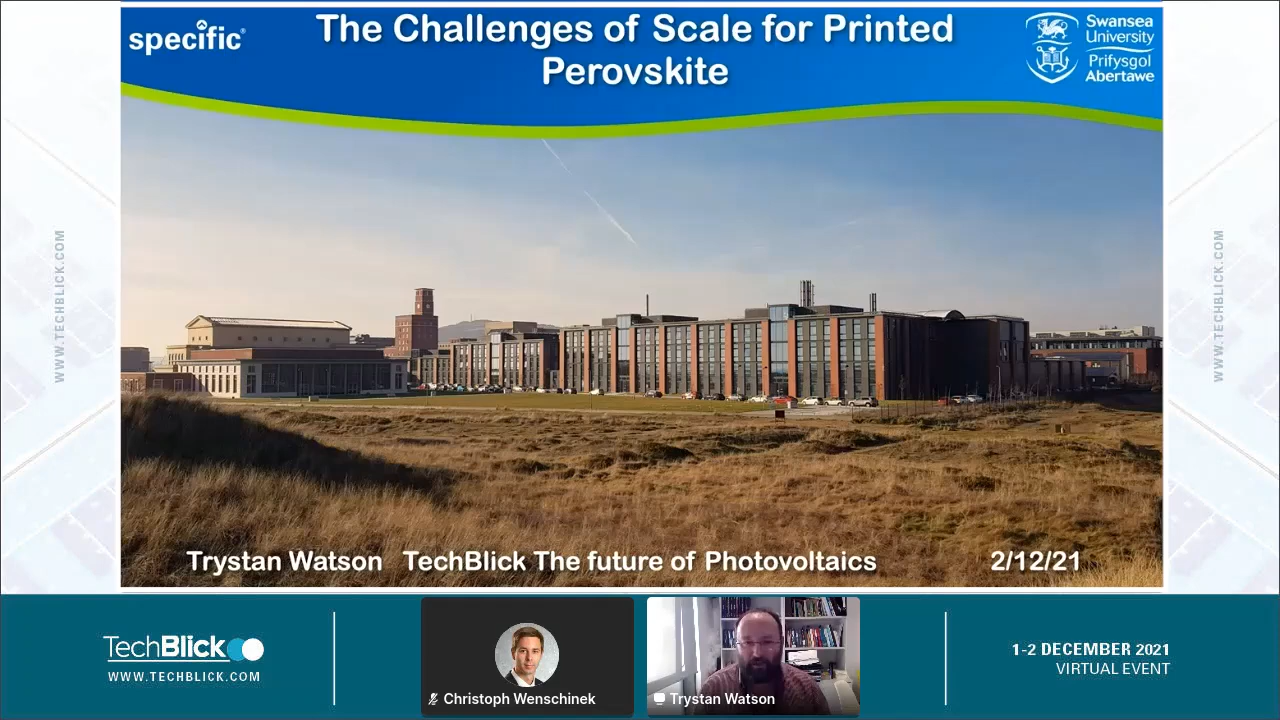 specific®
The Challenges of Scale for Printed
Perovskite
Swansea
University
Prifysgol
Abertawe
WWW.TECHBLICK.COM
WWW.TECHBLICK.COM
Trystan Watson TechBlick The future of Photovoltaics 2/12/21
TechBlick
WWW.TECHBLICK.COM
Christoph Wenschinek
Trystan Watson
1-2 DECEMBER 2021
VIRTUAL EVENT